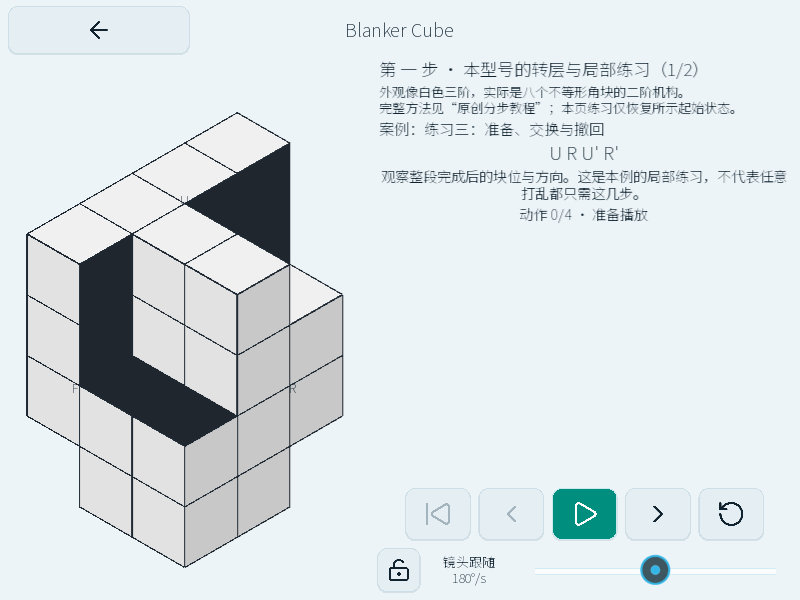 Blanker Cube
第一步 · 本型号的转层与局部练习（1/2）
外观像白色三阶，实际是八个不等形角块的二阶机构。
完整方法见“原创分步教程”；本页练习仅恢复所示起始状态。
案例：练习三：准备、交换与撤回
U R U' R'
观察整段完成后的块位与方向。这是本例的局部练习，不代表任意
打乱都只需这几步。
动作 0/4 · 准备播放
U
F
R
镜头跟随
180°/s